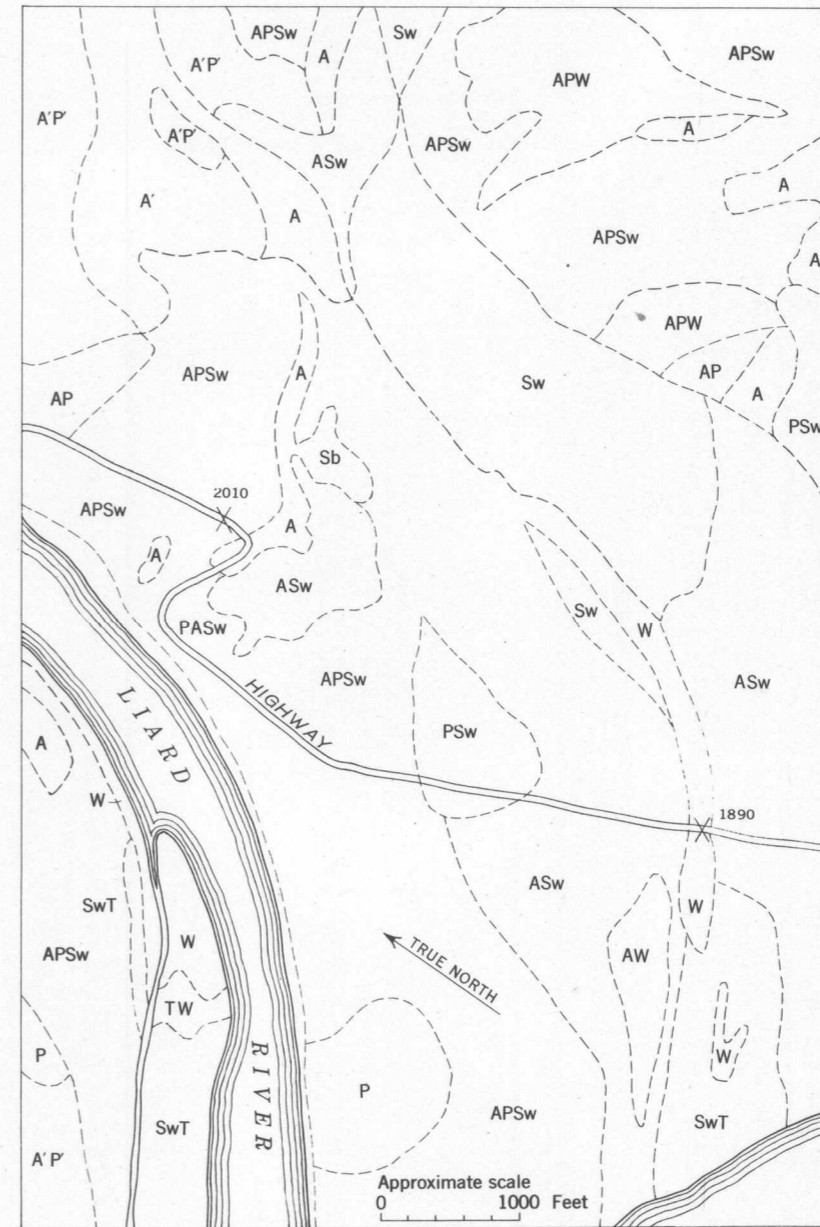 APSw
Sw
A'P'
A
APW
APSw
A'P'
A
A'P'
APSw
ASw
A
A'
A
APSw
A
APW
APSw
A
AP
Sw
A
AP
PSw
Sb
2010
APSw
A
A
ASw
Sw
PASw
W
APSw
ASw
HIGHWAY
LIARD
PSw
A
W
1890
ASw
SwT
W
W
APSw
AW
TRUE NORTH
TW
P
RIVER
W
P
APSw
SwT
SwT
A'P'
Approximate scale
0 1000 Feet